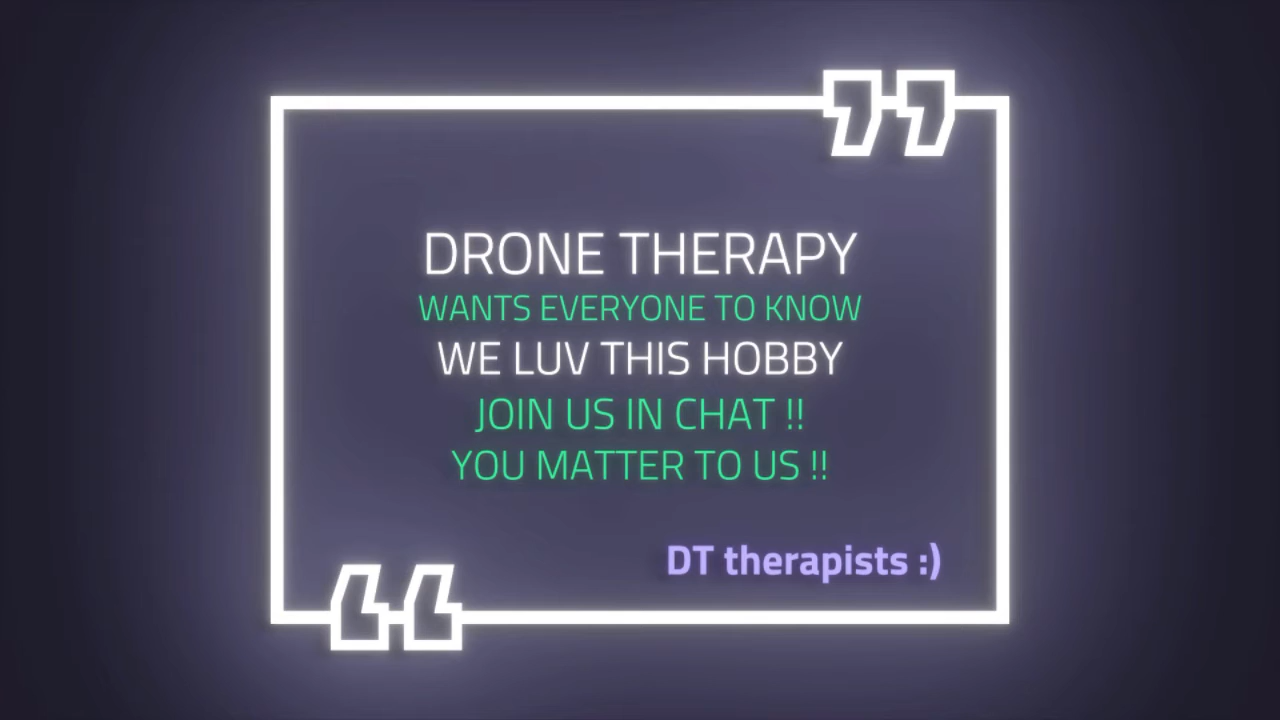 DRONE THERAPY
WANTS EVERYONE TO KNOW
WE LUV THIS HOBBY
JOIN US IN CHAT !!
YOU MATTER TO US !!
DT therapists :)